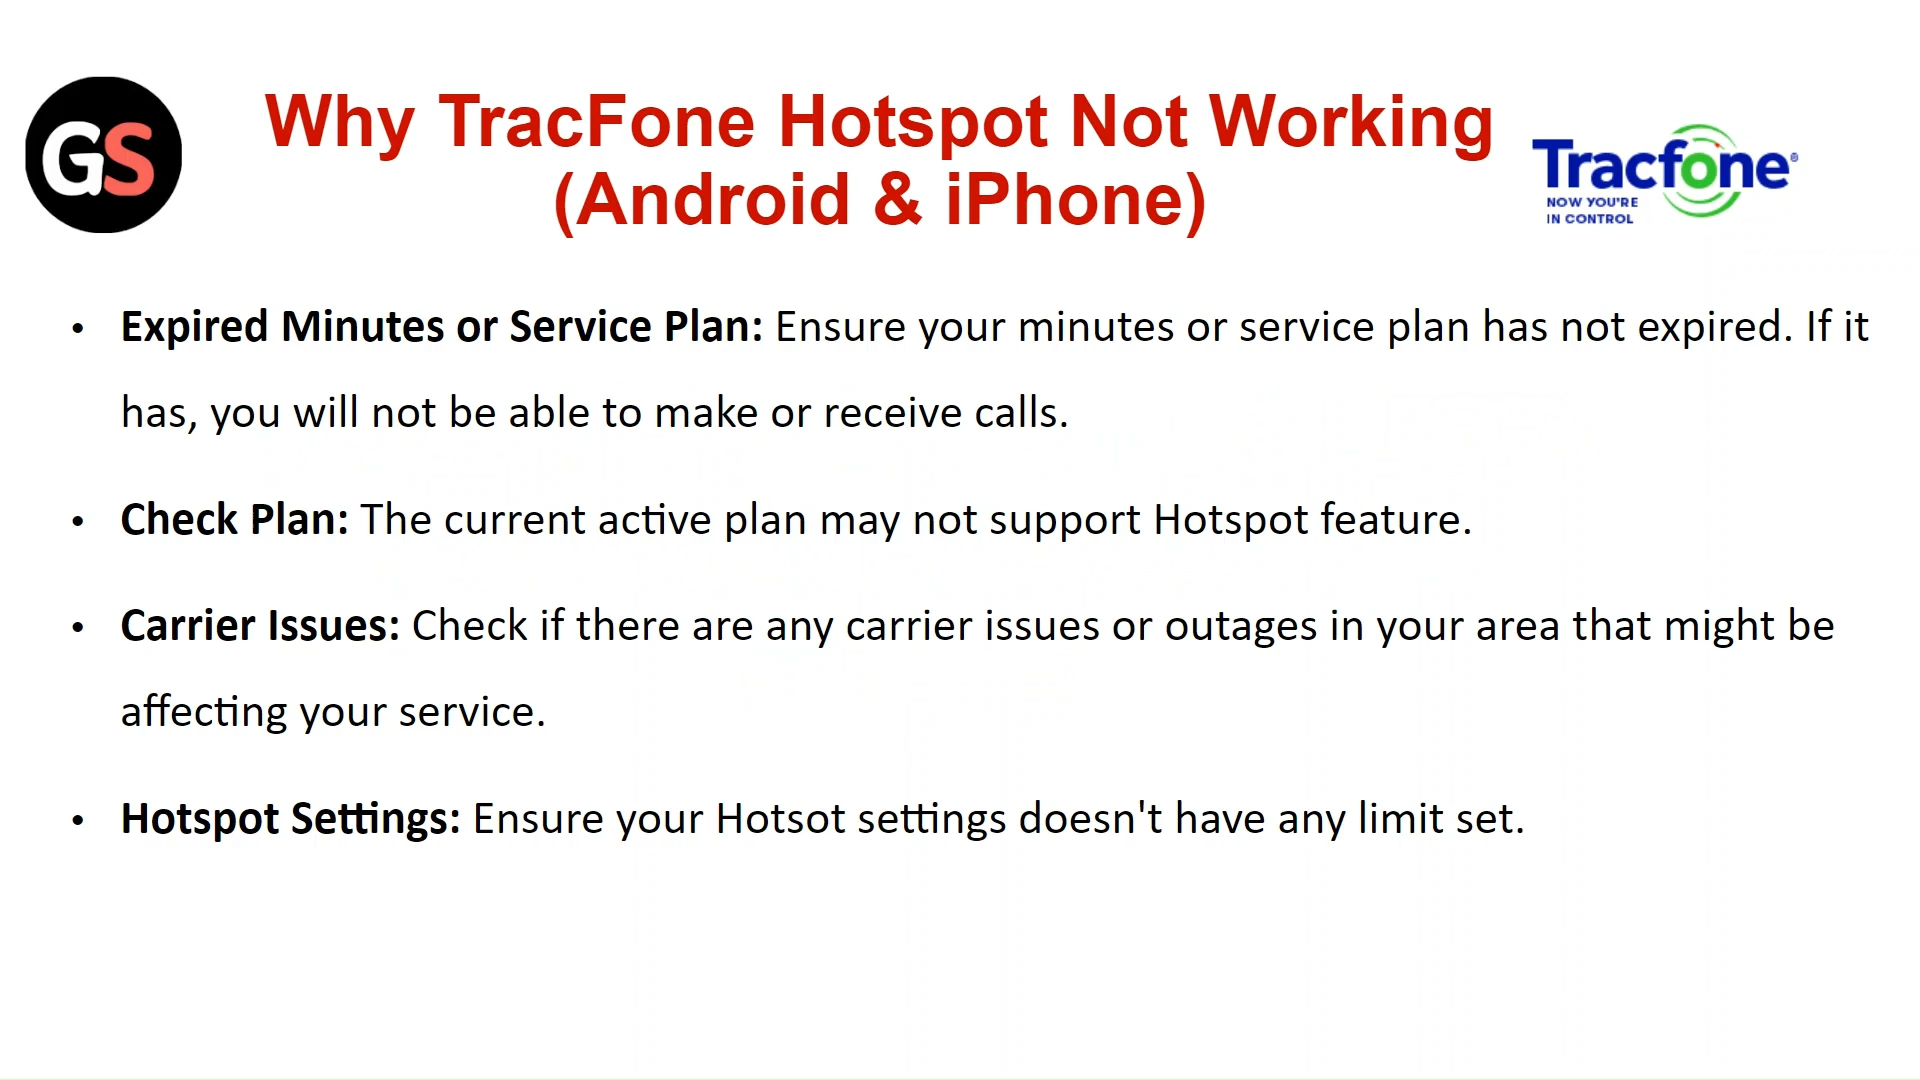 GS
Why TracFone Hotspot Not Working
(Android & iPhone)
Tracfone®
NOW YOU'RE
IN CONTROL
• Expired Minutes or Service Plan: Ensure your minutes or service plan has not expired. If it
has, you will not be able to make or receive calls.
• Check Plan: The current active plan may not support Hotspot feature.
• Carrier Issues: Check if there are any carrier issues or outages in your area that might be
affecting your service.
• Hotspot Settings: Ensure your Hotsot settings doesn't have any limit set.